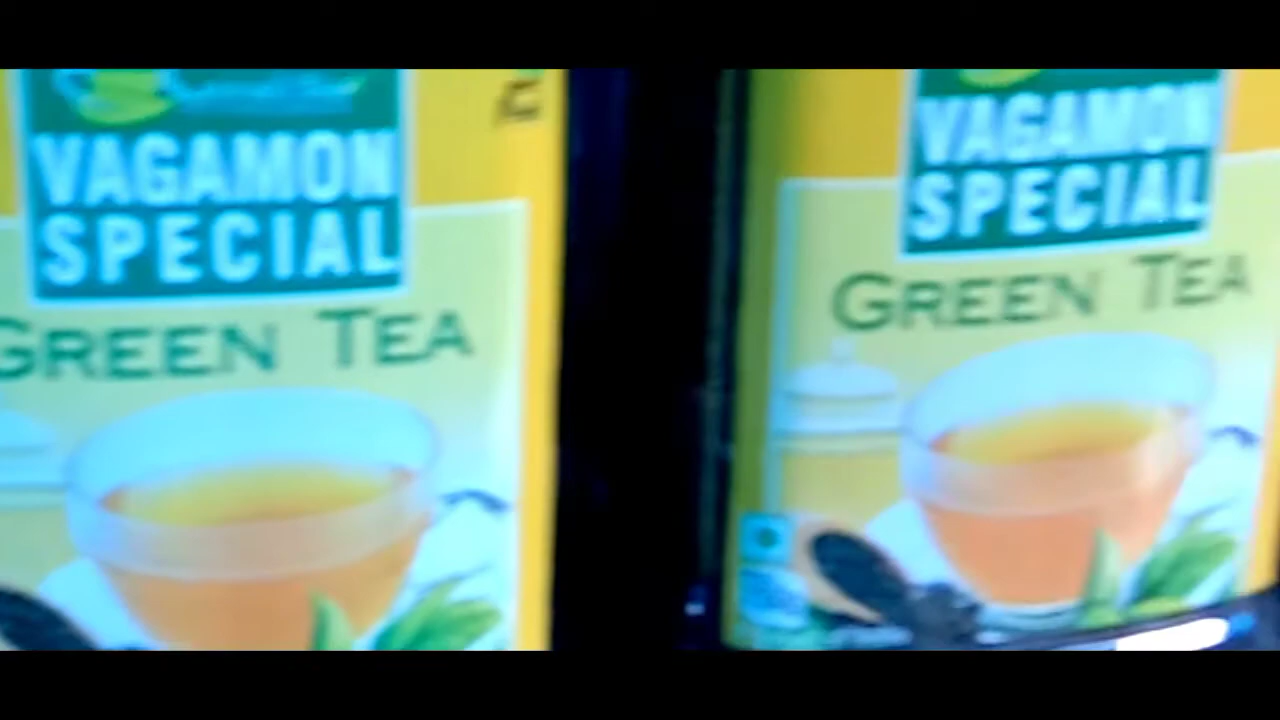 VAGAMON
SPECIAL
GREEN TEA
VAGAMON
SPECIAL
GREEN TEA